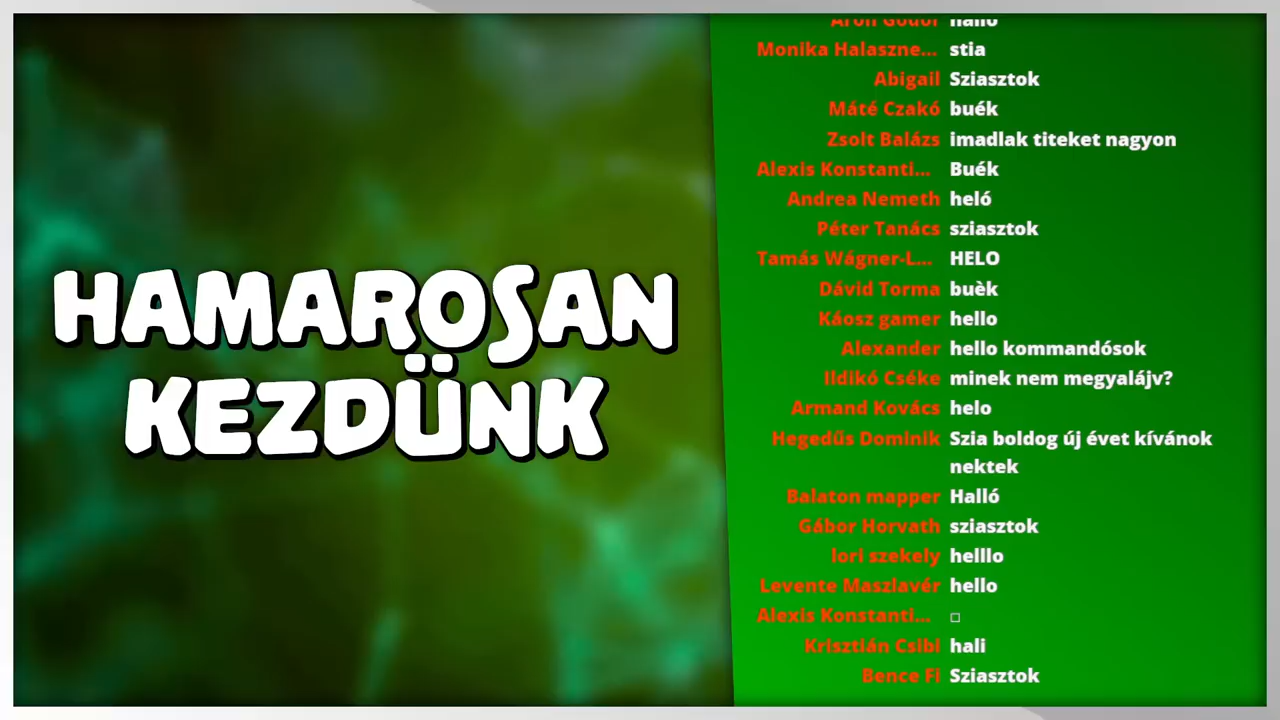 HAMAROSAN
KEZDÜNK
Áron Gódor halló
Monika Halaszne... stia
Abigail Sziasztok
Máté Czakó buék
Zsolt Balázs imadlak titeket nagyon
Alexis Konstanti... Buék
Andrea Nemeth heló
Péter Tanács sziasztok
Tamás Wágner-L... HELO
Dávid Torma buèk
Káosz gamer hello
Alexander hello kommandósok
Ildikó Cséke minek nem megyalájv?
Armand Kovács helo
Hegedűs Dominik Szia boldog új évet kívánok
nektek
Balaton mapper Halló
Gábor Horvath sziasztok
lori szekely helllo
Levente Maszlavér hello
Alexis Konstanti... □
Krisztián Csibi hali
Bence Fi Sziasztok